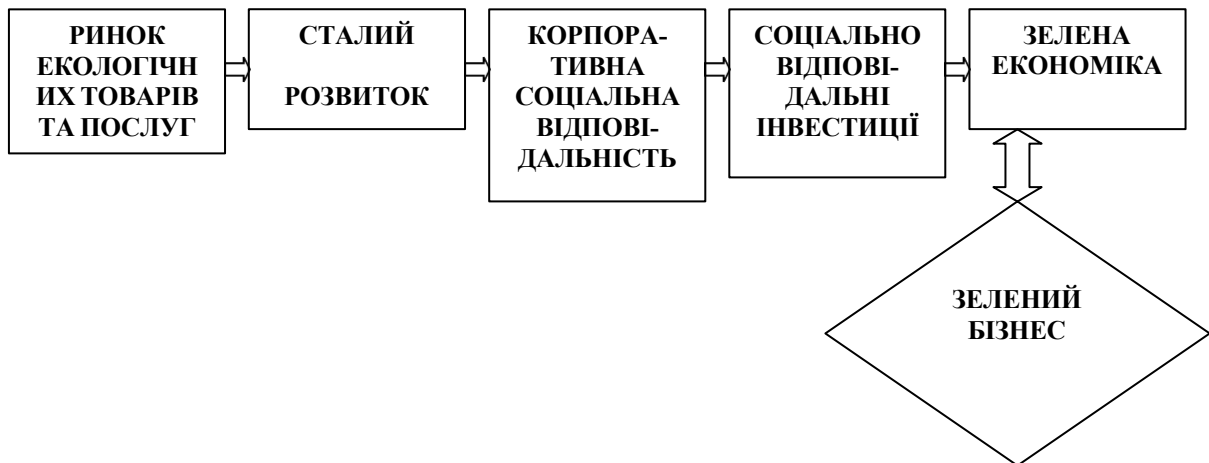 РИНОК
ЕКОЛОГІЧН
ИХ ТОВАРІВ
ТА ПОСЛУГ
СТАЛИЙ
РОЗВИТОК
КОРПОРА-
ТИВНА
СОЦІАЛЬНА
ВІДПОВІ-
ДАЛЬНІСТЬ
СОЦІАЛЬНО
ВІДПОВІ-
ДАЛЬНІ
ІНВЕСТИЦІЇ
ЗЕЛЕНА
ЕКОНОМІКА
ЗЕЛЕНИЙ
БІЗНЕС